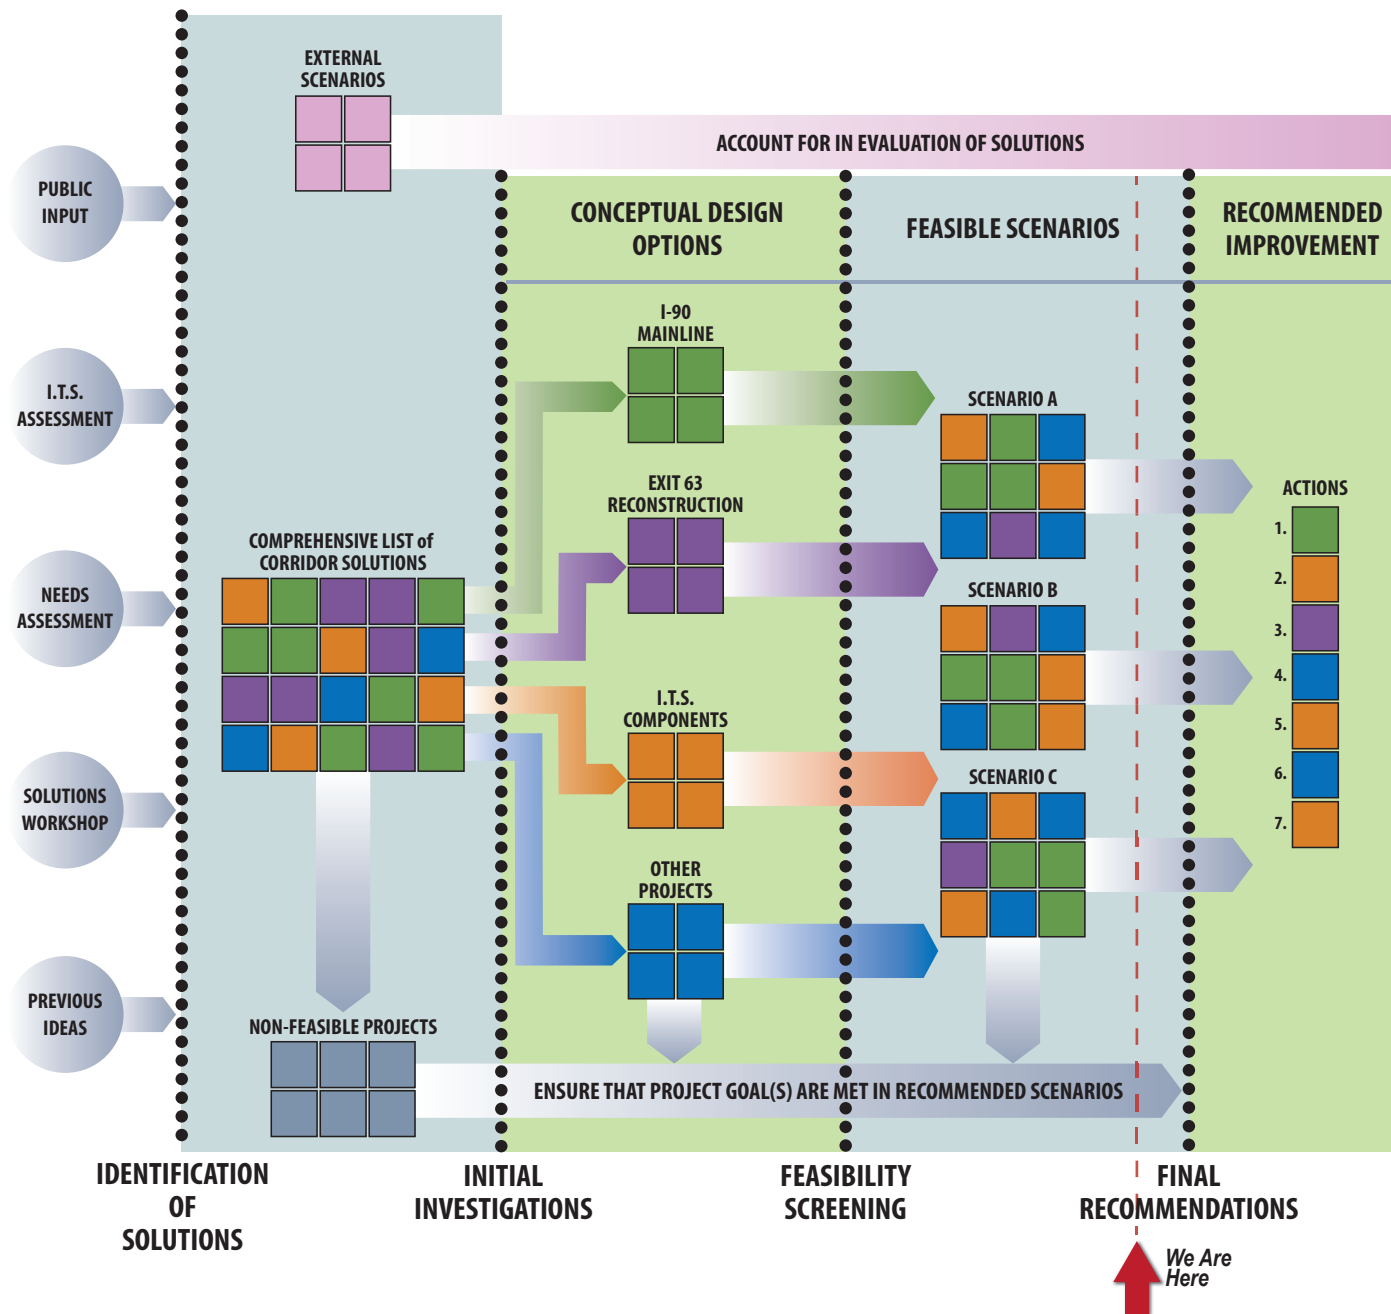 EXTERNAL
SCENARIOS
ACCOUNT FOR IN EVALUATION OF SOLUTIONS
PUBLIC
INPUT
I.T.S.
ASSESSMENT
NEEDS
ASSESSMENT
SOLUTIONS
WORKSHOP
PREVIOUS
IDEAS
COMPREHENSIVE LIST of
CORRIDOR SOLUTIONS
NON-FEASIBLE PROJECTS
CONCEPTUAL DESIGN
OPTIONS
I-90
MAINLINE
EXIT 63
RECONSTRUCTION
I.T.S.
COMPONENTS
OTHER
PROJECTS
FEASIBLE SCENARIOS
SCENARIO A
SCENARIO B
SCENARIO C
RECOMMENDED
IMPROVEMENT
ACTIONS
1.
2.
3.
4.
5.
6.
7.
ENSURE THAT PROJECT GOAL(S) ARE MET IN RECOMMENDED SCENARIOS
IDENTIFICATION
OF
SOLUTIONS
INITIAL
INVESTIGATIONS
FEASIBILITY
SCREENING
FINAL
RECOMMENDATIONS
We Are
Here